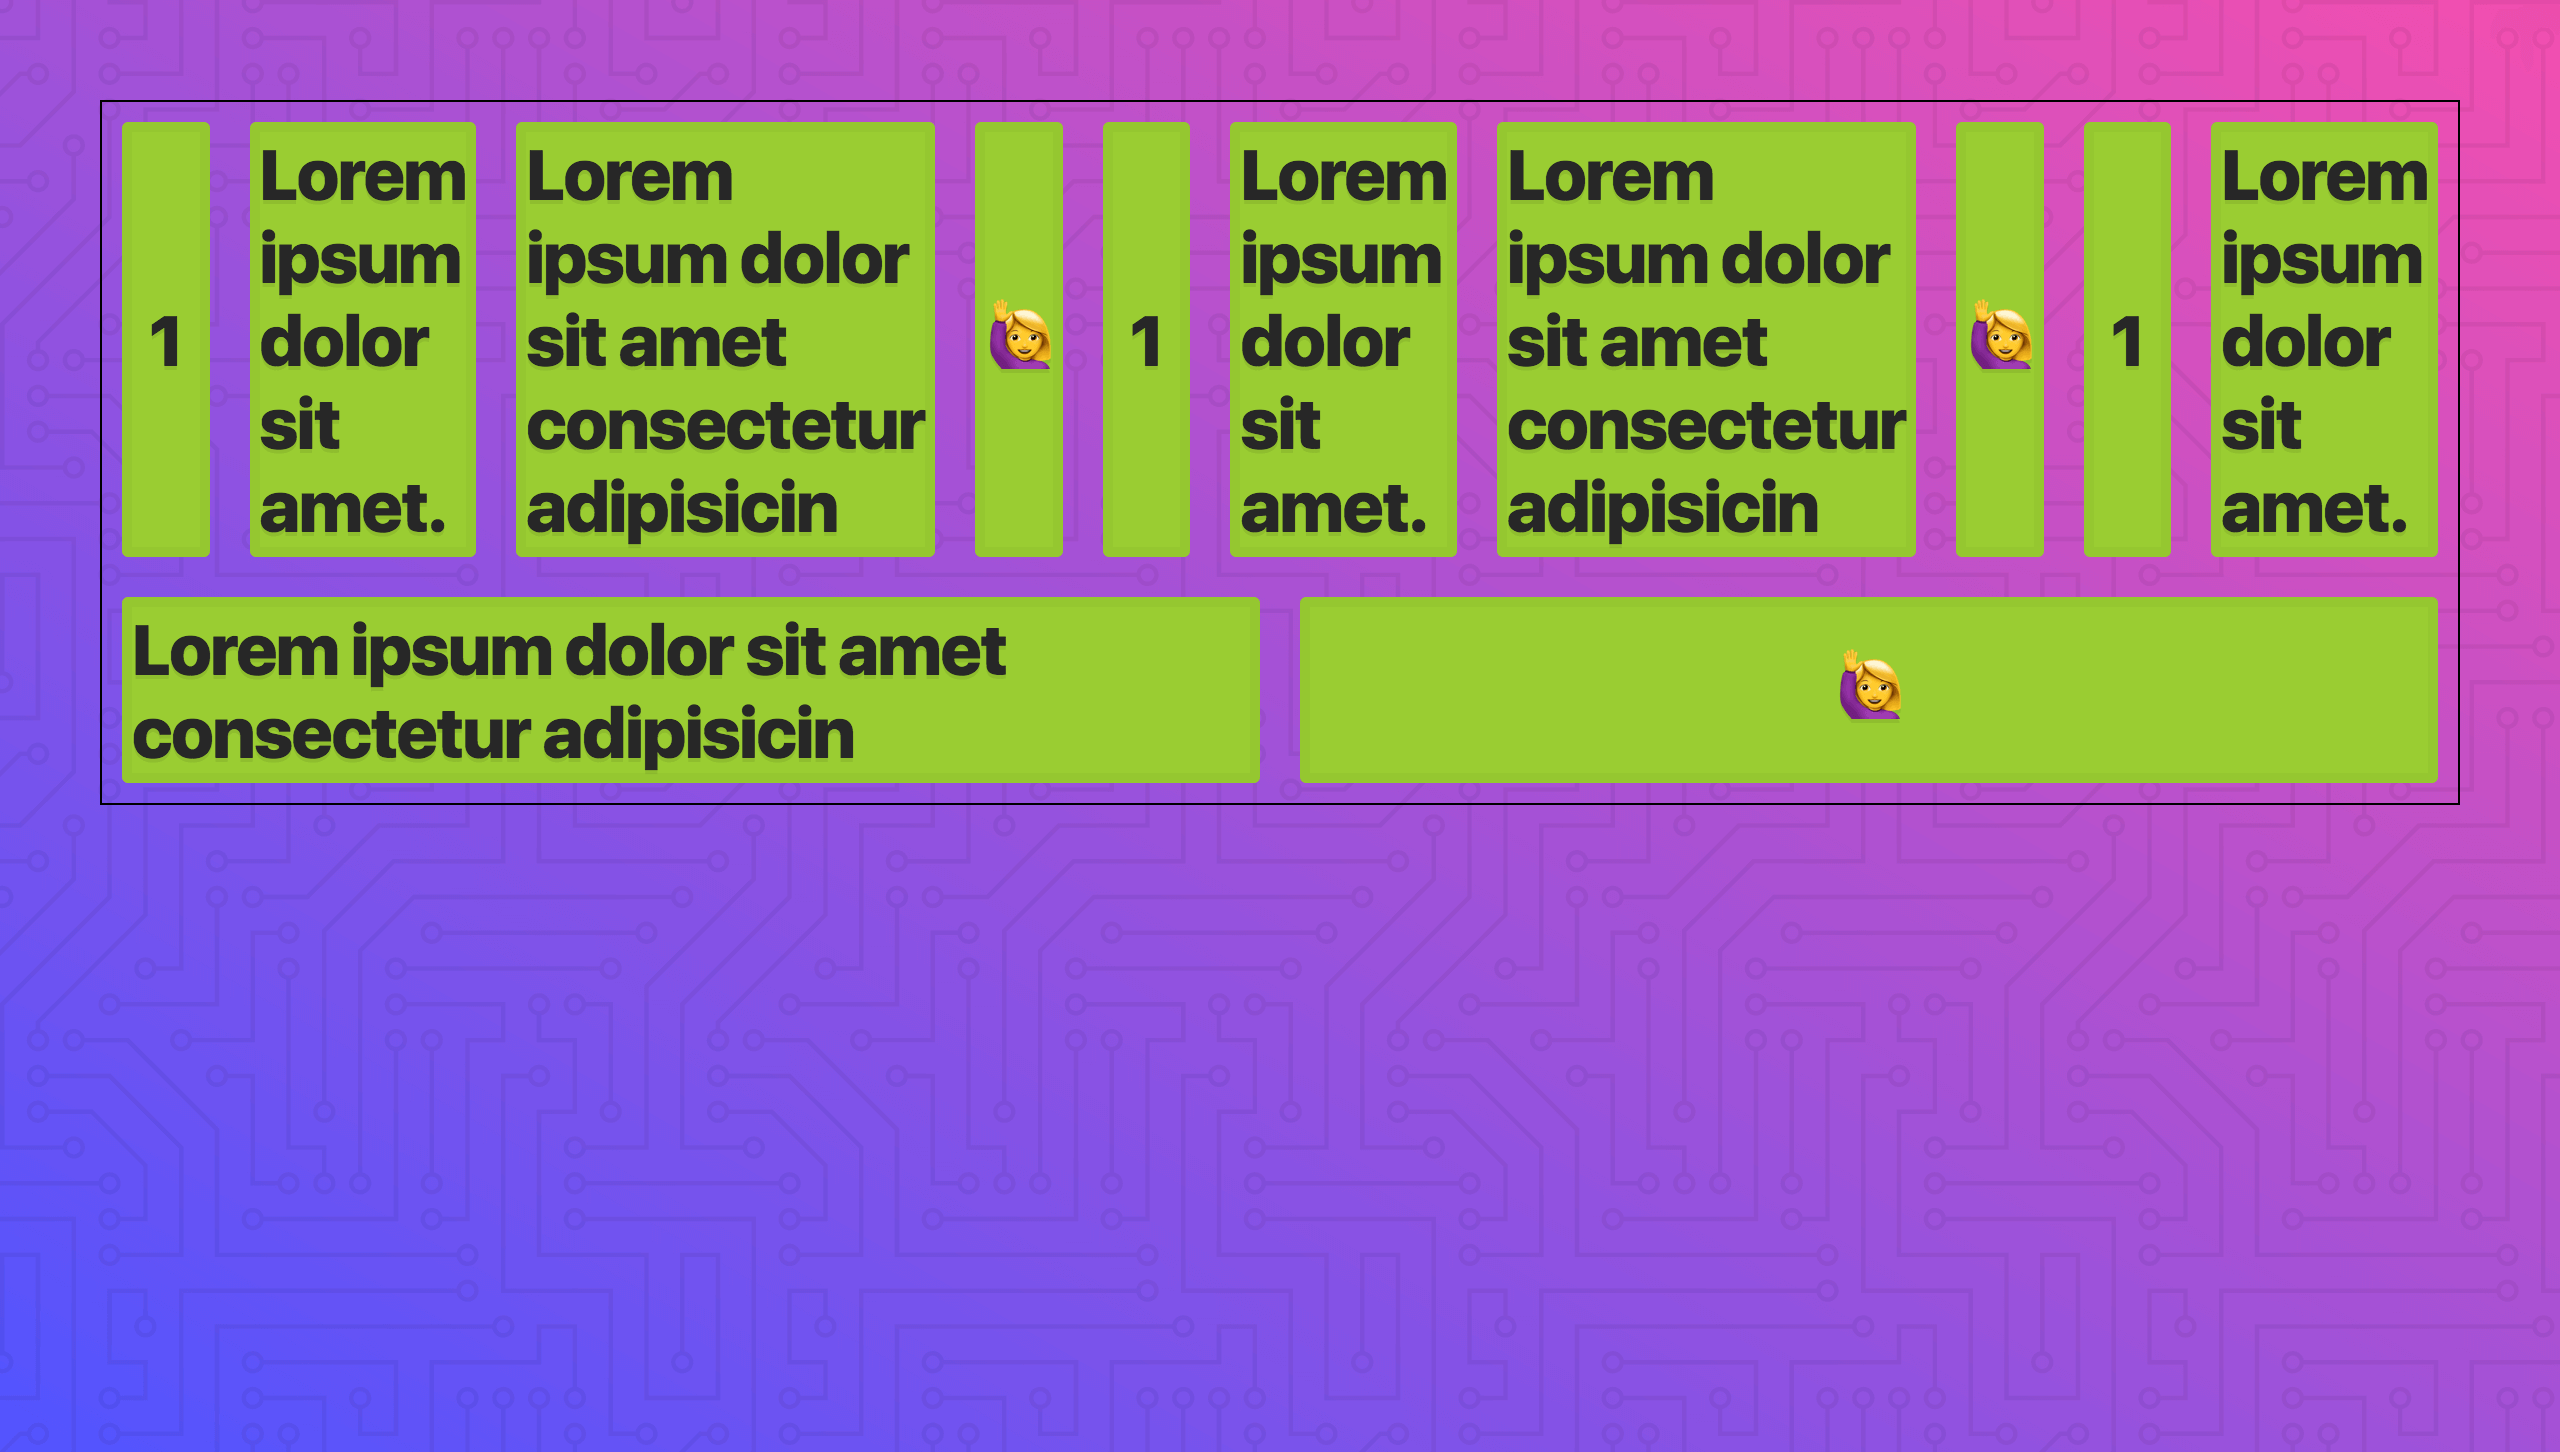 1
Lorem
ipsum
dolor
sit
amet.
Lorem
ipsum dolor
sit amet
consectetur
adipisicin
🙋‍♀️
1
Lorem
ipsum
dolor
sit
amet.
Lorem
ipsum dolor
sit amet
consectetur
adipisicin
🙋‍♀️
1
Lorem
ipsum
dolor
sit
amet.
Lorem ipsum dolor sit amet
consectetur adipisicin
🙋‍♀️